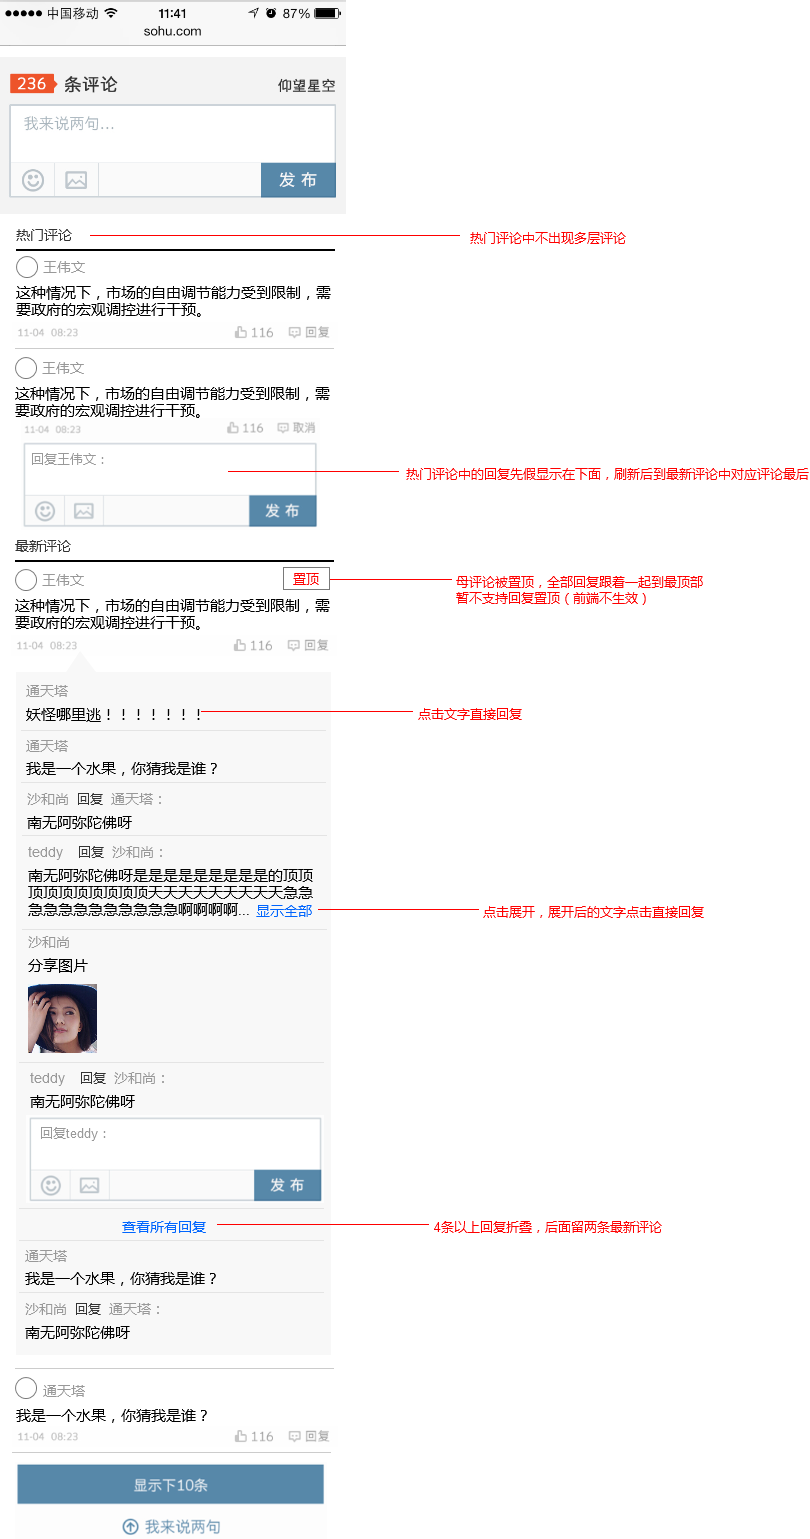 中国移动 11:41 87%
sohu.com
236 条评论 仰望星空
我来说两句...
发 布
热门评论 热门评论中不出现多层评论
王伟文
这种情况下，市场的自由调节能力受到限制，需
要政府的宏观调控进行干预。
11-04 08:23 116 回复
王伟文
这种情况下，市场的自由调节能力受到限制，需
要政府的宏观调控进行干预。
11-04 08:23 116 取消
回复王伟文： 热门评论中的回复先假显示在下面，刷新后到最新评论中对应评论最后
发 布
最新评论
王伟文 置顶 母评论被置顶，全部回复跟着一起到最顶部
暂不支持回复置顶（前端不生效）
这种情况下，市场的自由调节能力受到限制，需
要政府的宏观调控进行干预。
11-04 08:23 116 回复
通天塔
妖怪哪里逃！！！！！！！ 点击文字直接回复
通天塔
我是一个水果，你猜我是谁？
沙和尚 回复 通天塔：
南无阿弥陀佛呀
teddy 回复 沙和尚：
南无阿弥陀佛呀是是是是是是是是是的顶顶
顶顶顶顶顶顶顶顶天天天天天天天天天急急
急急急急急急急急急急啊啊啊啊... 显示全部 点击展开，展开后的文字点击直接回复
沙和尚
分享图片
teddy 回复 沙和尚：
南无阿弥陀佛呀
回复teddy：
发 布
查看所有回复 4条以上回复折叠，后面留两条最新评论
通天塔
我是一个水果，你猜我是谁？
沙和尚 回复 通天塔：
南无阿弥陀佛呀
通天塔
我是一个水果，你猜我是谁？
11-04 08:23 116 回复
显示下10条
我来说两句